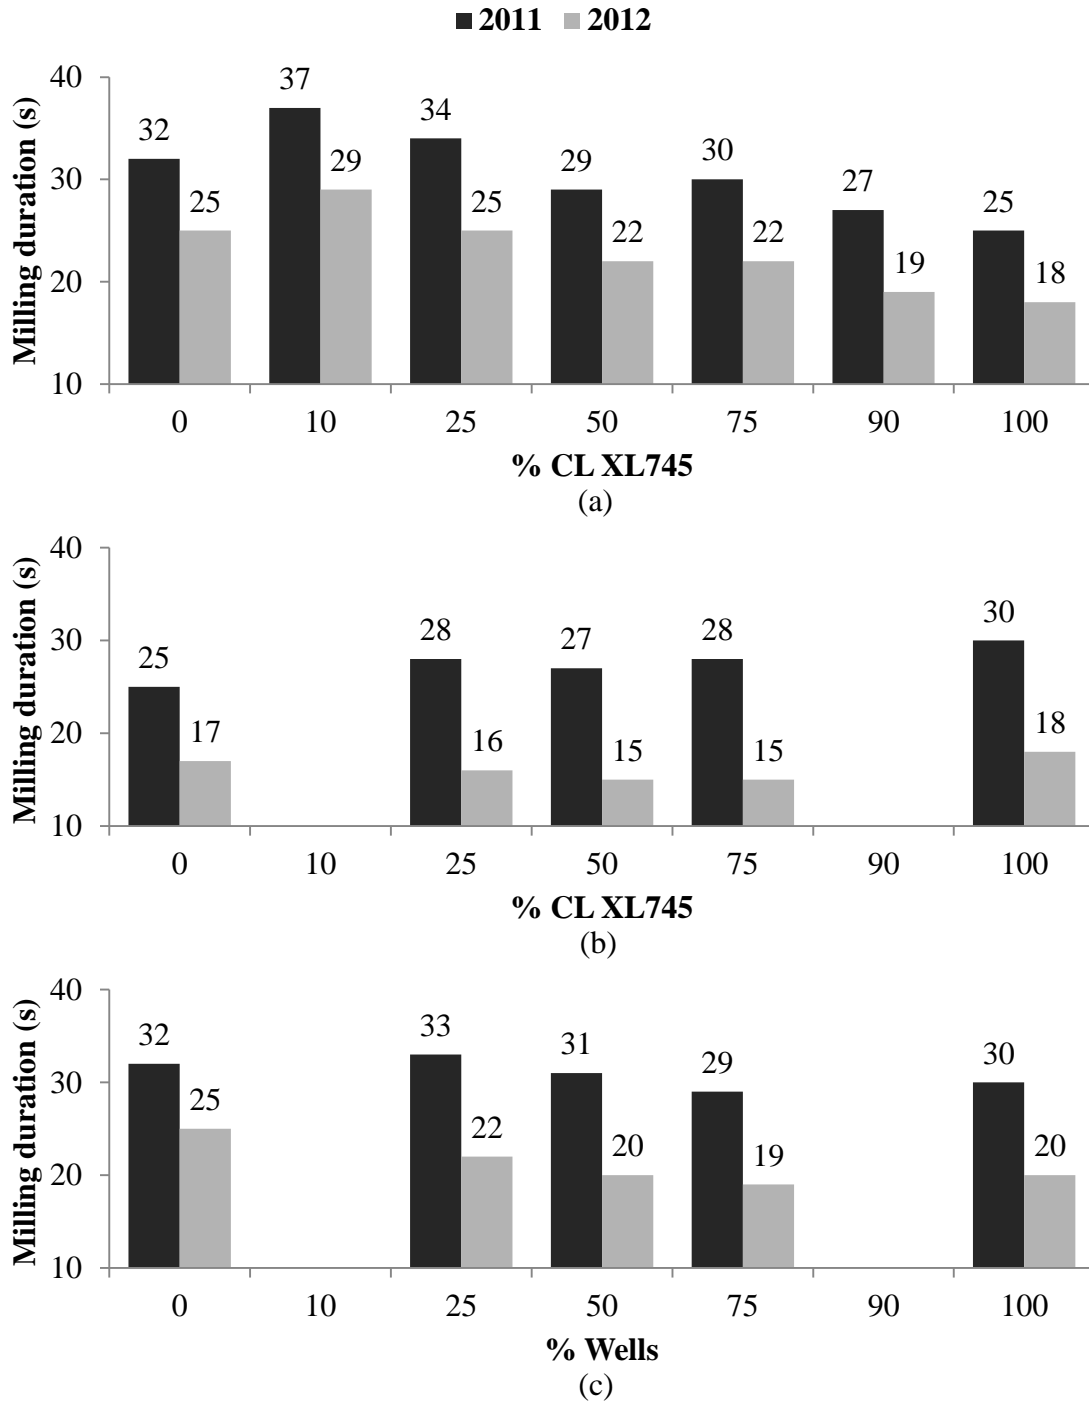 2011 2012
Milling duration (s)
40
30
20
10
32 25 37 29 34 25 29 22 30 22 27 19 25 18
0 10 25 50 75 90 100
% CL XL745
(a)
Milling duration (s)
40
30
20
10
25 17 28 16 27 15 28 15 30 18
0 10 25 50 75 90 100
% CL XL745
(b)
Milling duration (s)
40
30
20
10
32 25 33 22 31 20 29 19 30 20
0 10 25 50 75 90 100
% Wells
(c)